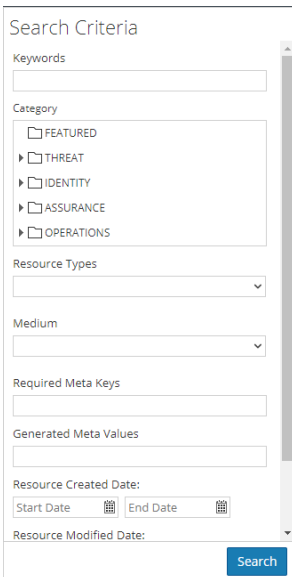 Search Criteria
Keywords
Category
FEATURED
THREAT
IDENTITY
ASSURANCE
OPERATIONS
Resource Types
Medium
Required Meta Keys
Generated Meta Values
Resource Created Date:
Start Date End Date
Resource Modified Date:
Search